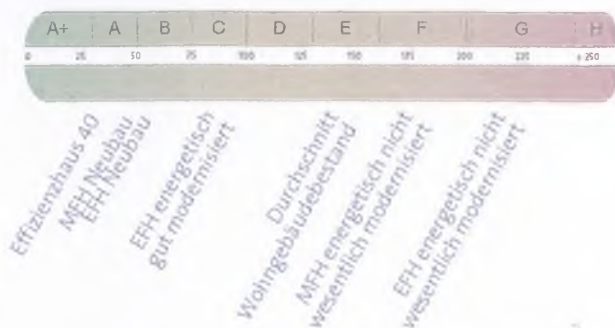 A+ A B C D E F G H
0 25 50 75 100 125 150 175 200 225 > 250
Effizienzhaus 40
MFH Neubau
EFH Neubau
EFH energetisch
gut modernisiert
Durchschnitt
Wohngebäudebestand
MFH energetisch nicht
wesentlich modernisiert
EFH energetisch nicht
wesentlich modernisiert